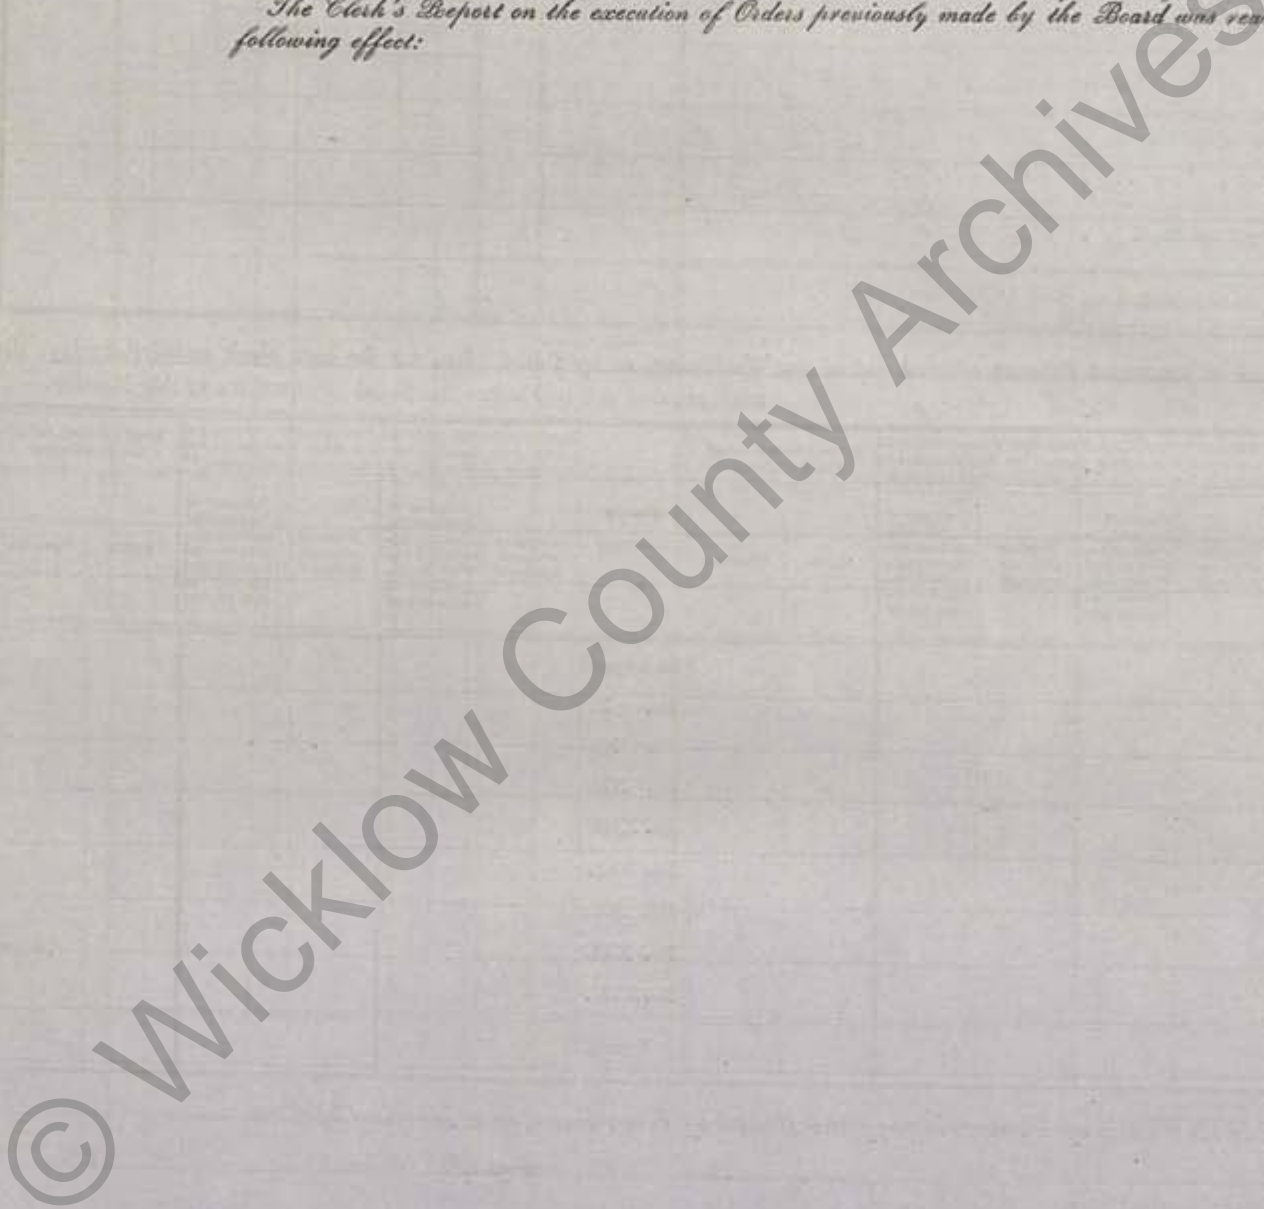 The Clerk's Report on the execution of Orders previously made by the Board was rea
following effect:
© Wicklow County Archives